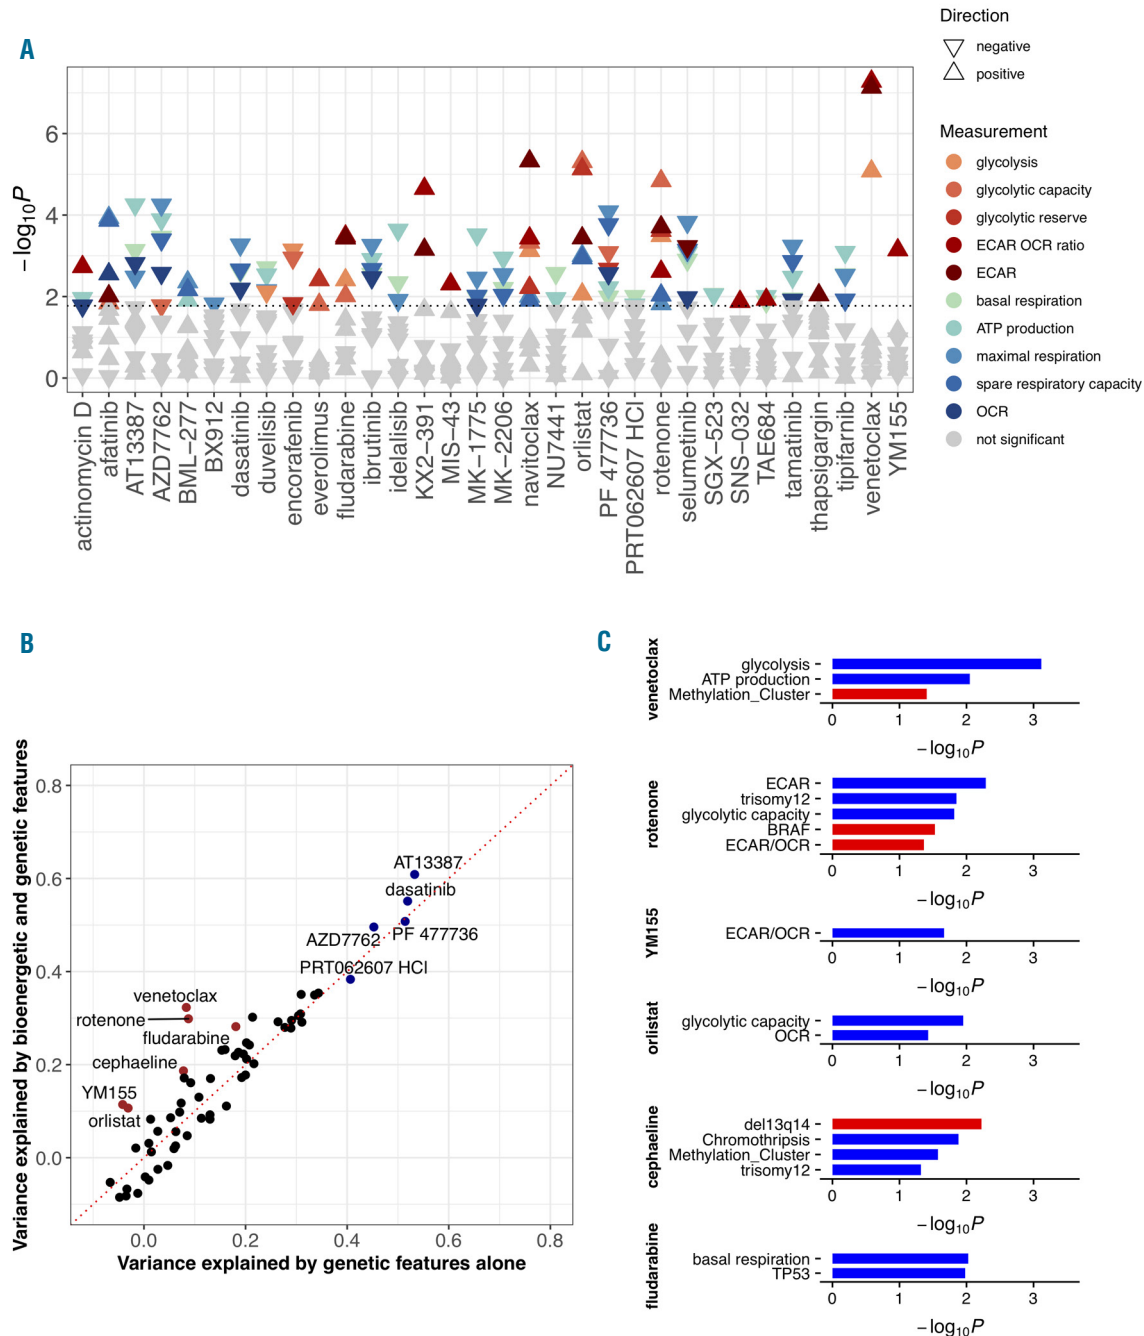 A
Direction
negative
positive
Measurement
glycolysis
glycolytic capacity
glycolytic reserve
ECAR OCR ratio
ECAR
basal respiration
ATP production
maximal respiration
spare respiratory capacity
OCR
not significant
−log10P
6
4
2
0
actinomycin D
afatinib
AT13387
AZD7762
BML−277
BX912
dasatinib
duvelisib
encorafenib
everolimus
fludarabine
ibrutinib
idelalisib
KX2−391
MIS−43
MK−1775
MK−2206
navitoclax
NU7441
orlistat
PF 477736
PRT062607 HCl
rotenone
selumetinib
SGX−523
SNS−032
TAE684
tamatinib
thapsigargin
tipifarnib
venetoclax
YM155
B
Variance explained by bioenergetic and genetic features
0.8
0.6
0.4
0.2
0.0
AT13387
dasatinib
AZD7762
PF 477736
PRT062607 HCl
venetoclax
rotenone
fludarabine
cephaeline
YM155
orlistat
0.0
0.2
0.4
0.6
0.8
Variance explained by genetic features alone
C
venetoclax
glycolysis
ATP production
Methylation_Cluster
0 1 2 3
−log10P
rotenone
ECAR
trisomy12
glycolytic capacity
BRAF
ECAR/OCR
0 1 2 3
−log10P
YM155
ECAR/OCR
0 1 2 3
−log10P
orlistat
glycolytic capacity
OCR
0 1 2 3
−log10P
cephaeline
del13q14
Chromothripsis
Methylation_Cluster
trisomy12
0 1 2 3
−log10P
fludarabine
basal respiration
TP53
0 1 2 3
−log10P